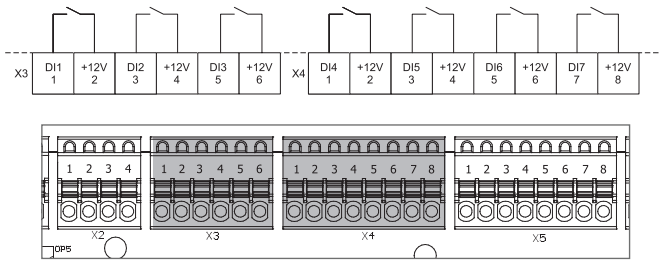 X3 DI1 +12V DI2 +12V DI3 +12V X4 DI4 +12V DI5 +12V DI6 +12V DI7 +12V
1 2 3 4 5 6 1 2 3 4 5 6 7 8
1 2 3 4 1 2 3 4 5 6 1 2 3 4 5 6 7 8 1 2 3 4 5 6 7 8
X2 X3 X4 X5
OP5